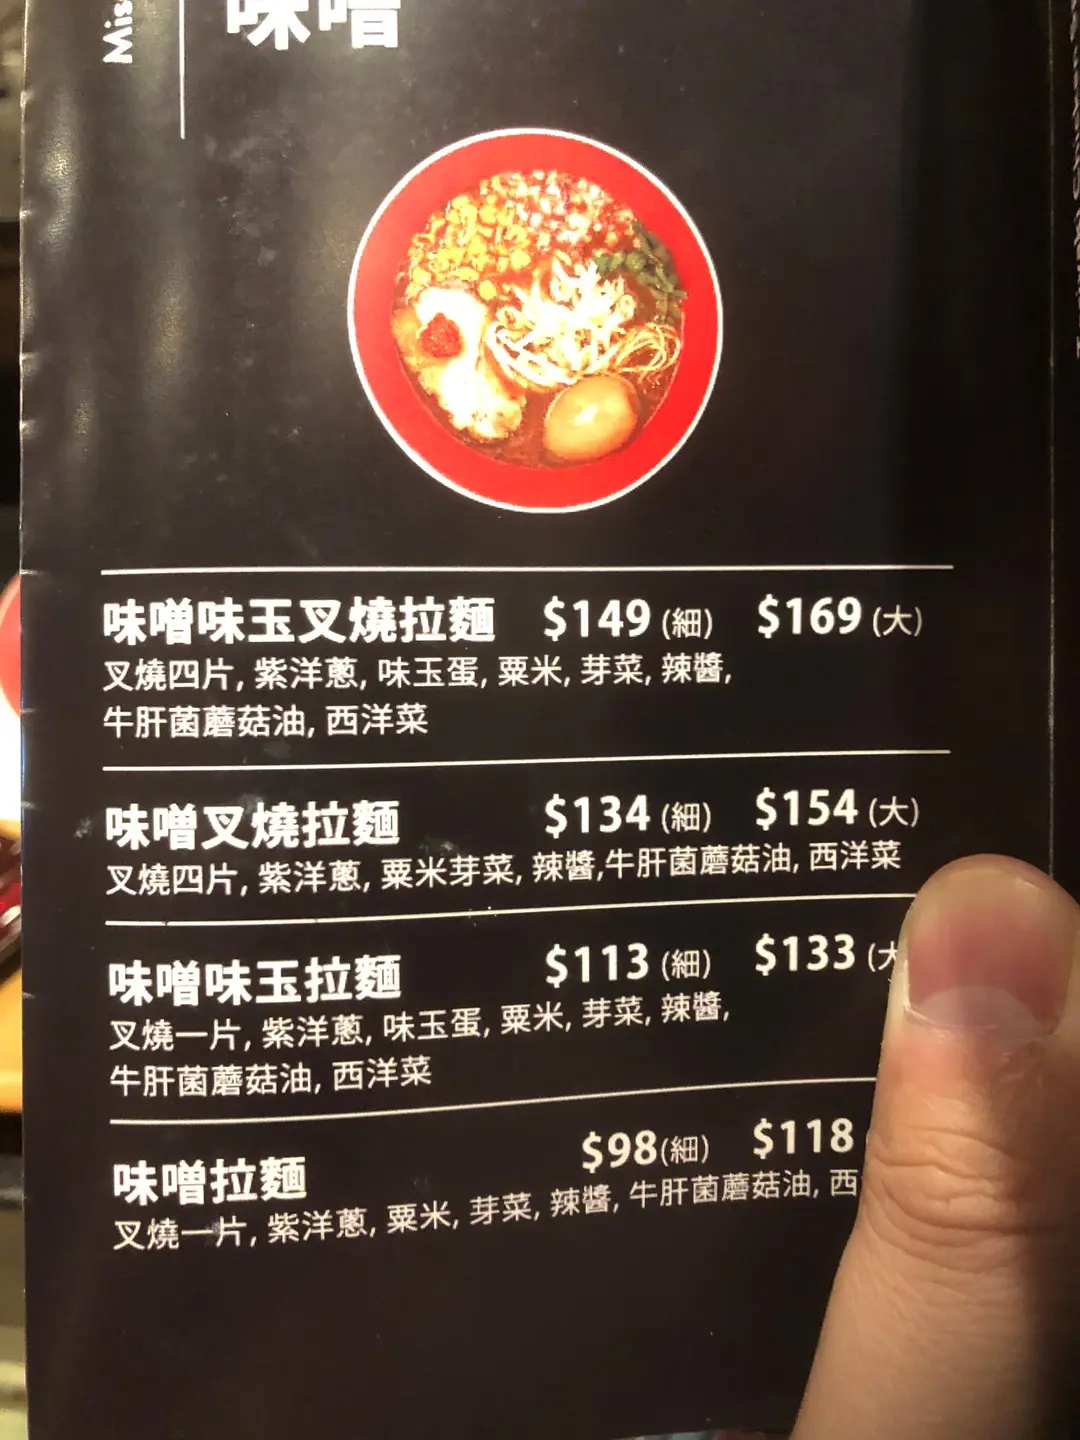 味噌
味噌味玉叉燒拉麵 $149 (細) $169 (大)
叉燒四片, 紫洋蔥, 味玉蛋, 粟米, 芽菜, 辣醬,
牛肝菌蘑菇油, 西洋菜
味噌叉燒拉麵 $134 (細) $154 (大)
叉燒四片, 紫洋蔥, 粟米芽菜, 辣醬,牛肝菌蘑菇油, 西洋菜
味噌味玉拉麵 $113 (細) $133 (大
叉燒一片, 紫洋蔥, 味玉蛋, 粟米, 芽菜, 辣醬,
牛肝菌蘑菇油, 西洋菜
味噌拉麵 $98(細) $118
叉燒一片, 紫洋蔥, 粟米, 芽菜, 辣醬, 牛肝菌蘑菇油, 西